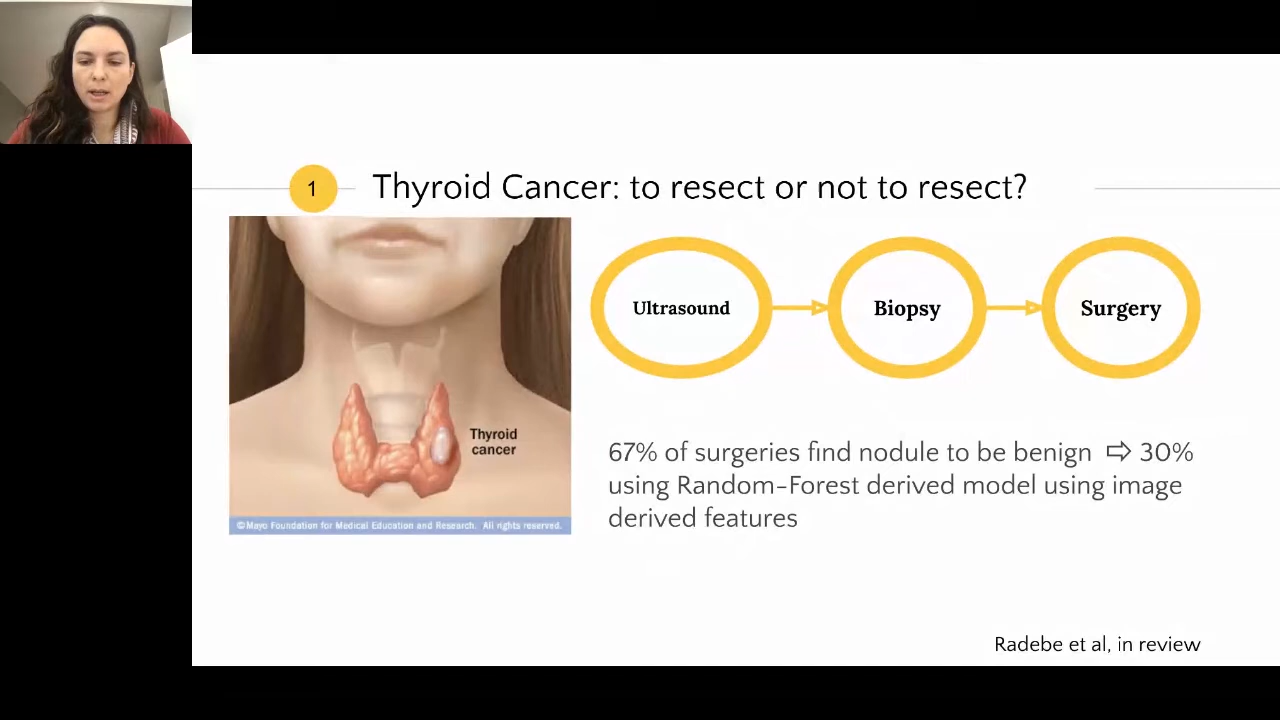 1 Thyroid Cancer: to resect or not to resect?
Ultrasound
Biopsy
Surgery
Thyroid
cancer
©Mayo Foundation for Medical Education and Research. All rights reserved.
67% of surgeries find nodule to be benign ⇨ 30%
using Random-Forest derived model using image
derived features
Radebe et al, in review